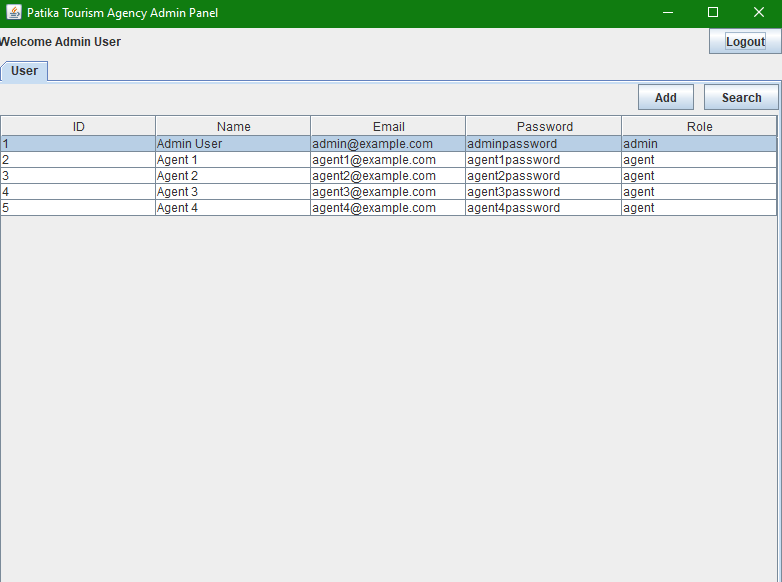 Patika Tourism Agency Admin Panel
Welcome Admin User
Logout
User
Add Search
ID Name Email Password Role
1 Admin User admin@example.com adminpassword admin
2 Agent 1 agent1@example.com agent1password agent
3 Agent 2 agent2@example.com agent2password agent
4 Agent 3 agent3@example.com agent3password agent
5 Agent 4 agent4@example.com agent4password agent